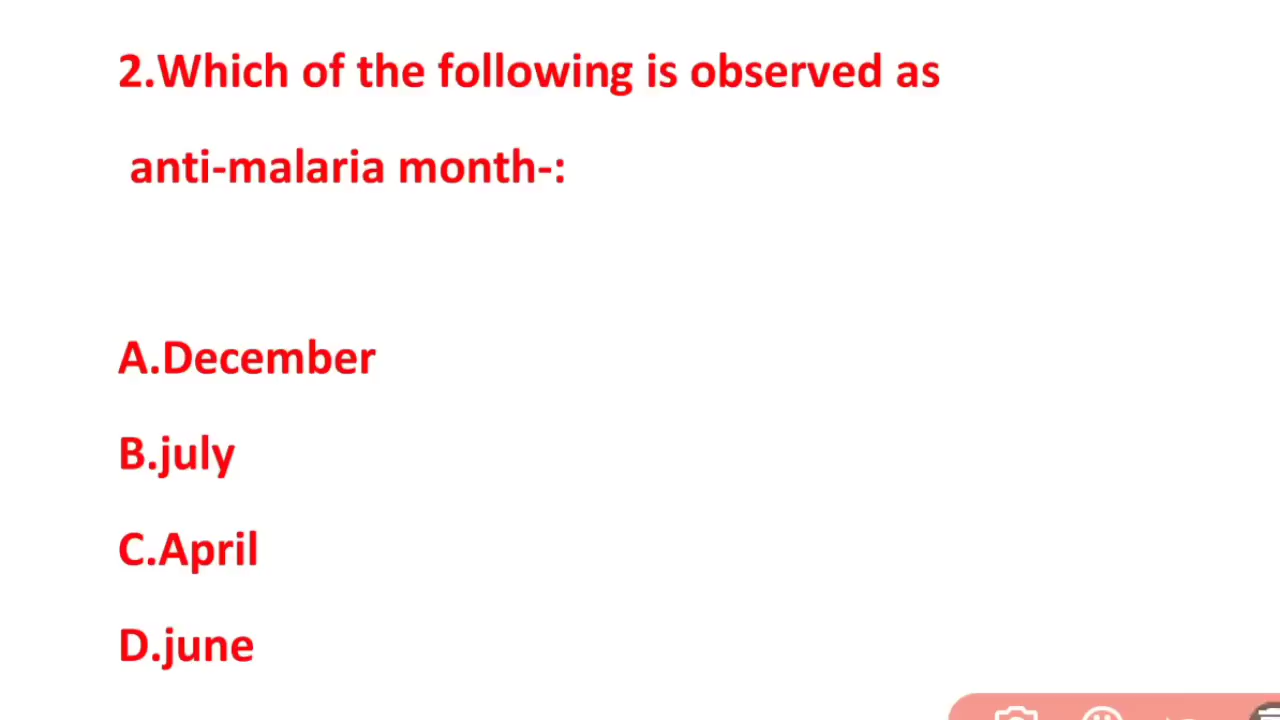 2.Which of the following is observed as
anti-malaria month-:
A.December
B.july
C.April
D.june